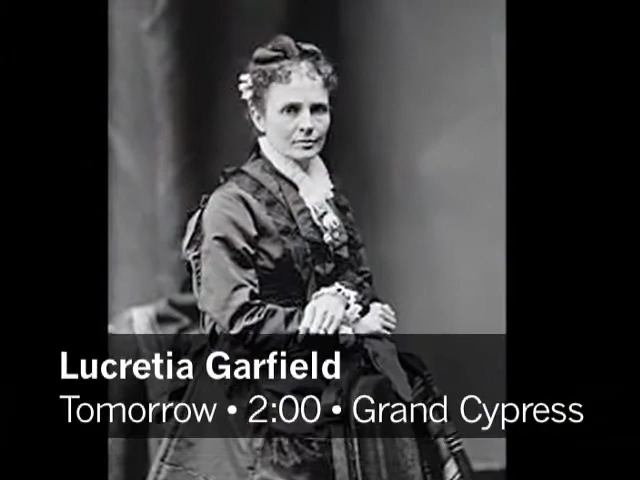 Lucretia Garfield
Tomorrow • 2:00 • Grand Cypress